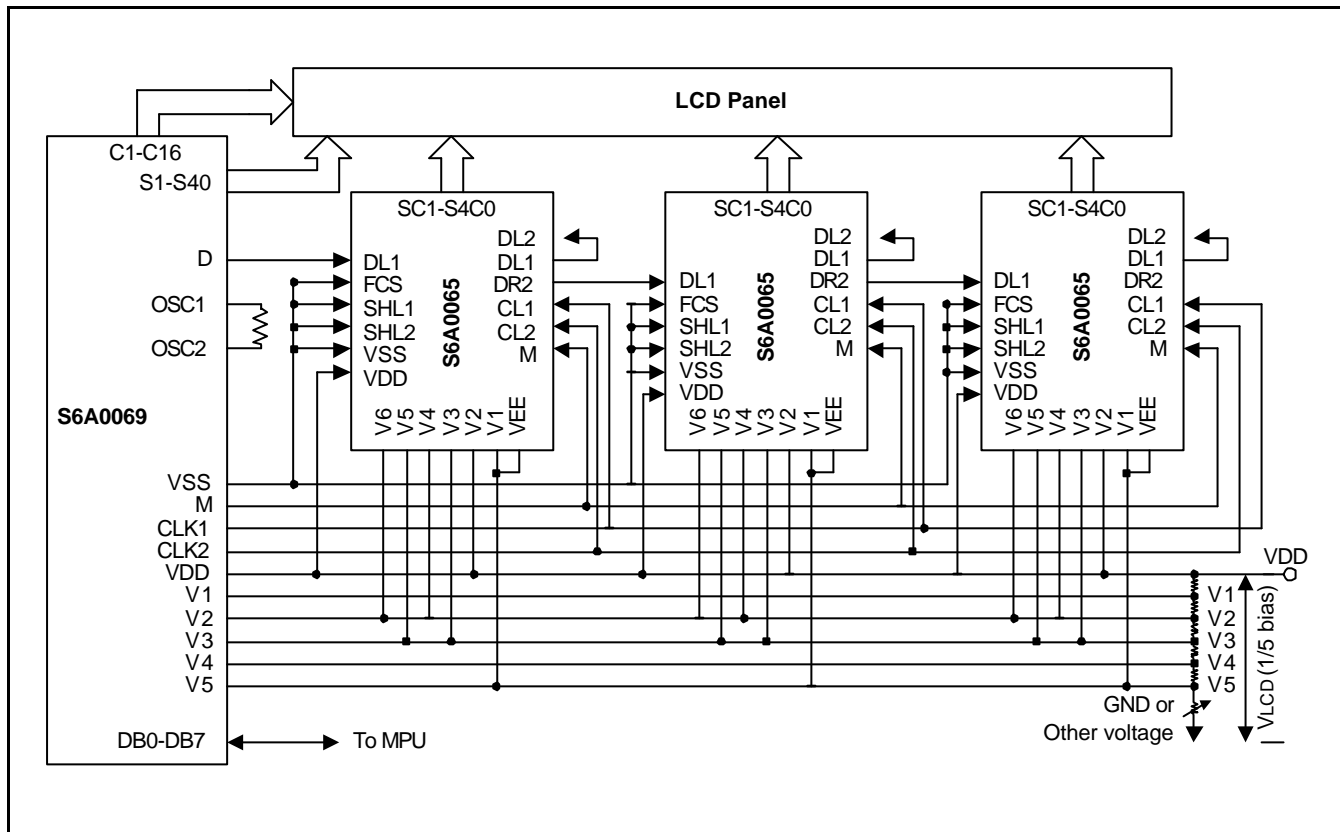 LCD Panel
C1-C16
S1-S40
D
OSC1
OSC2
S6A0069
VSS
M
CLK1
CLK2
VDD
V1
V2
V3
V4
V5
DB0-DB7
To MPU
SC1-S4C0
DL1
FCS
SHL1
SHL2
VSS
VDD
S6A0065
DL2
DL1
DR2
CL1
CL2
M
V6
V5
V4
V3
V2
V1
VEE
SC1-S4C0
DL1
FCS
SHL1
SHL2
VSS
VDD
S6A0065
DL2
DL1
DR2
CL1
CL2
M
V6
V5
V4
V3
V2
V1
VEE
SC1-S4C0
DL1
FCS
SHL1
SHL2
VSS
VDD
S6A0065
DL2
DL1
DR2
CL1
CL2
M
V6
V5
V4
V3
V2
V1
VEE
VDD
V1
V2
V3
V4
V5
GND or
Other voltage
VLCD (1/5 bias)